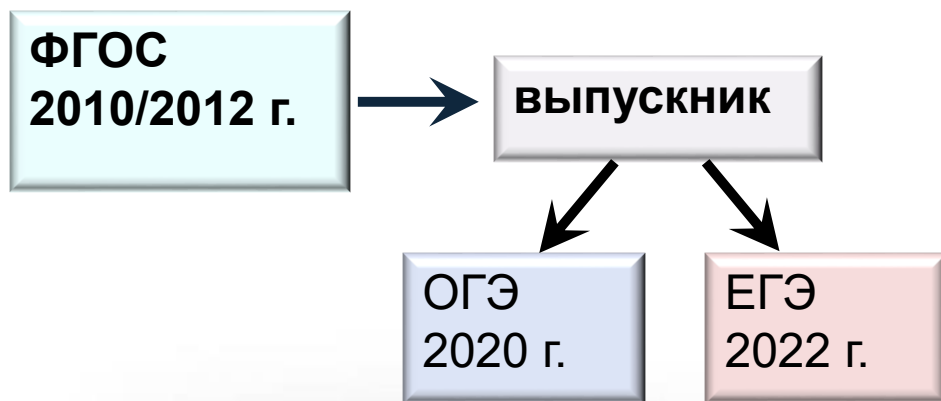 ФГОС
2010/2012 г.
выпускник
ОГЭ
2020 г.
ЕГЭ
2022 г.